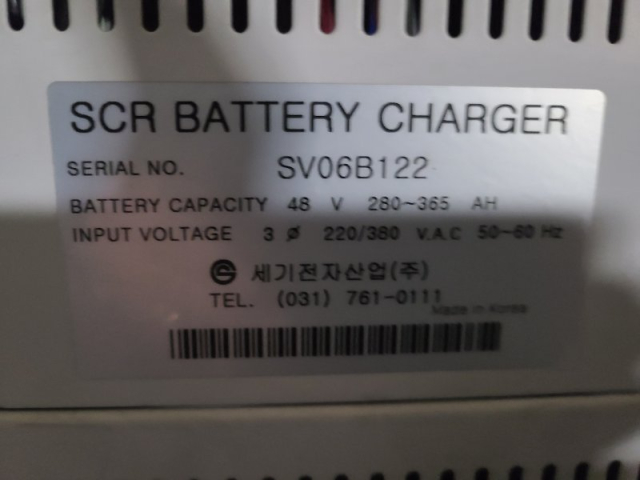 SCR BATTERY CHARGER
SERIAL NO. SV06B122
BATTERY CAPACITY 48 V 280~365 AH
INPUT VOLTAGE 3 Ø 220/380 V.A.C 50~60 Hz
세기전자산업(주)
TEL. (031) 761-0111
Made in Korea